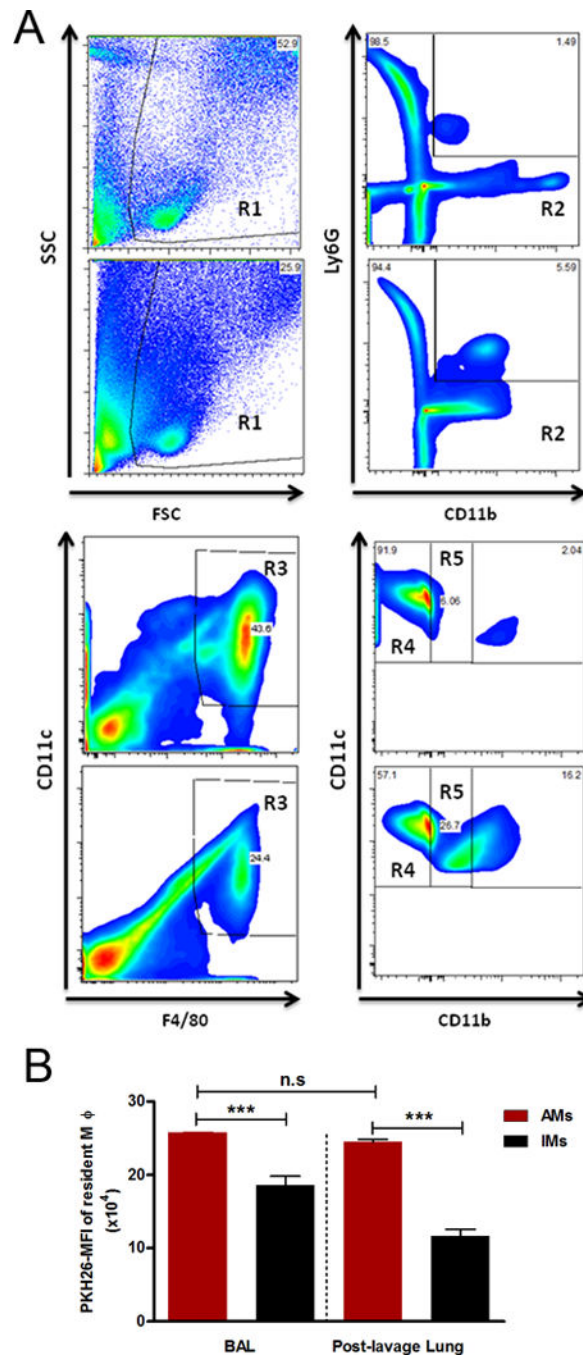 A
SSC
52.9
R1
Ly6G
98.5
1.49
R2
25.9
R1
94.4
5.59
R2
FSC
CD11b
CD11c
R3
43.6
CD11c
91.9
R5
2.04
6.06
R4
R3
24.4
57.1
R5
16.2
26.7
R4
F4/80
CD11b
B
PKH26-MFI of resident M ϕ
(x10⁴)
30
20
10
0
n.s
***
***
AMs
IMs
BAL
Post-lavage Lung